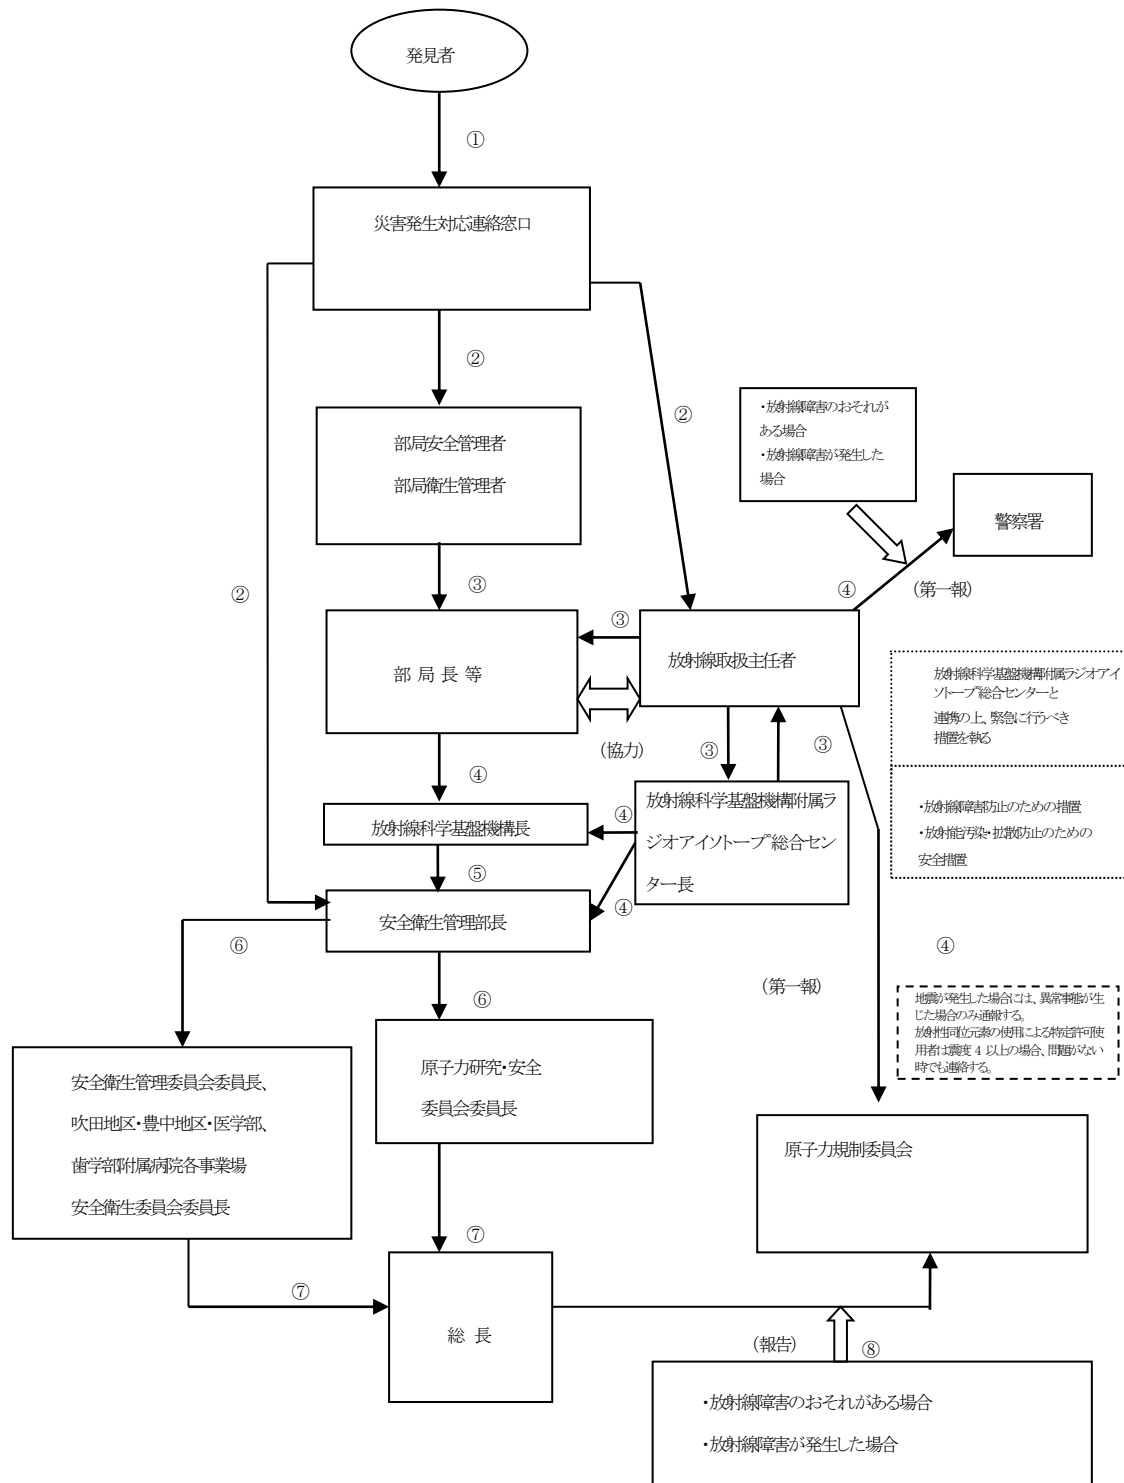 発見者
①
災害発生対応連絡窓口
②
②
・放射線障害のおそれが
ある場合
・放射線障害が発生した
場合
部局安全管理者
部局衛生管理者
警察署
②
③
③
④
(第一報)
部 局 長 等
放射線取扱主任者
放射線科学基盤機構附属ラジオアイ
ソトープ総合センターと
連携の上、緊急に行うべき
措置を執る
(協力)
③
③
④
放射線科学基盤機構長
④
放射線科学基盤機構附属ラ
ジオアイソトープ総合セン
ター長
・放射線障害防止のための措置
・放射能汚染・拡散防止のための
安全措置
⑤
④
安全衛生管理部長
⑥
⑥
(第一報)
④
地震が発生した場合には、異常事態が生
じた場合のみ通報する。
放射性同位元素の使用による特定許可使
用者は震度 4 以上の場合、問題がない
時でも連絡する。
安全衛生管理委員会委員長、
吹田地区・豊中地区・医学部、
歯学部附属病院各事業場
安全衛生委員会委員長
原子力研究・安全
委員会委員長
原子力規制委員会
⑦
⑦
総 長
(報告)
⑧
・放射線障害のおそれがある場合
・放射線障害が発生した場合